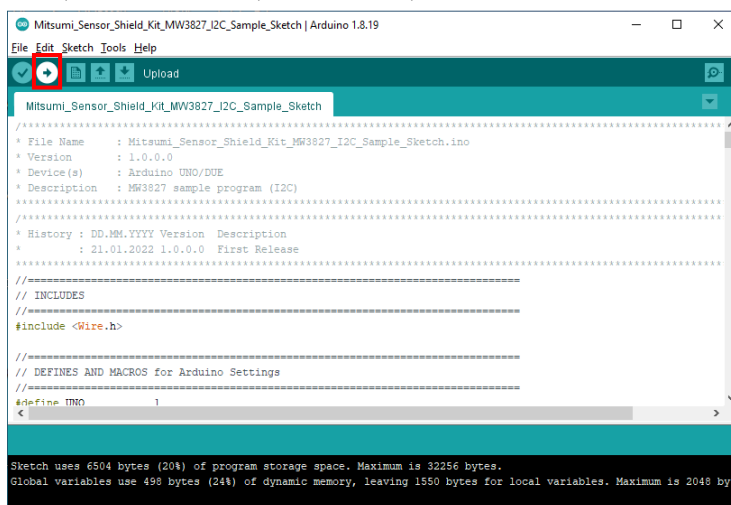 Mitsumi_Sensor_Shield_Kit_MW3827_I2C_Sample_Sketch | Arduino 1.8.19
File Edit Sketch Tools Help
Upload
Mitsumi_Sensor_Shield_Kit_MW3827_I2C_Sample_Sketch
/******************************************************************************************
* File Name : Mitsumi_Sensor_Shield_Kit_MW3827_I2C_Sample_Sketch.ino
* Version : 1.0.0.0
* Device(s) : Arduino UNO/DUE
* Description : MW3827 sample program (I2C)
******************************************************************************************
/******************************************************************************************
* History : DD.MM.YYYY Version Description
* : 21.01.2022 1.0.0.0 First Release
******************************************************************************************
//==============================================================================
// INCLUDES
//==============================================================================
#include <Wire.h>
//==============================================================================
// DEFINES AND MACROS for Arduino Settings
//==============================================================================
#define UNO 1
Sketch uses 6504 bytes (20%) of program storage space. Maximum is 32256 bytes.
Global variables use 498 bytes (24%) of dynamic memory, leaving 1550 bytes for local variables. Maximum is 2048 by